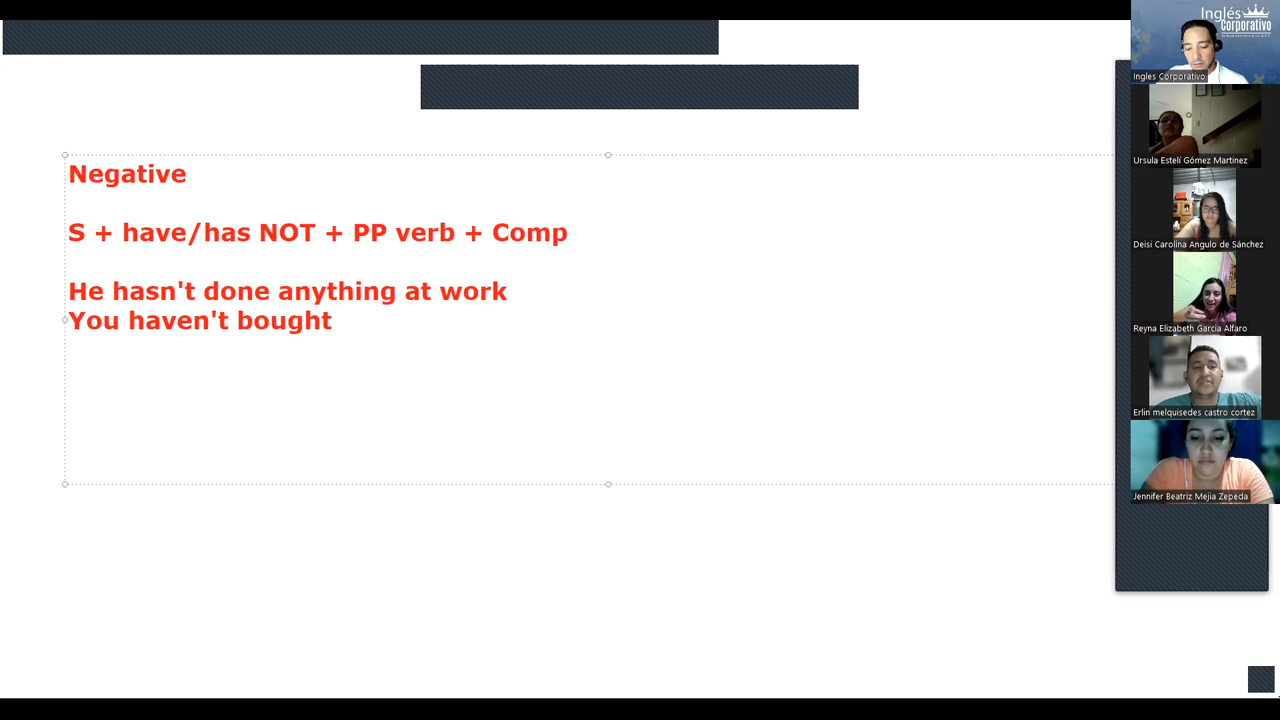 Negative
S + have/has NOT + PP verb + Comp
He hasn't done anything at work
You haven't bought
Inglés
Corporativo
Ingles Corporativo
Ursula Estelí Gómez Martinez
Deisi Carolina Angulo de Sánchez
Reyna Elizabeth Garcia Alfaro
Erlin melquisedes castro cortez
Jennifer Beatriz Mejia Zepeda